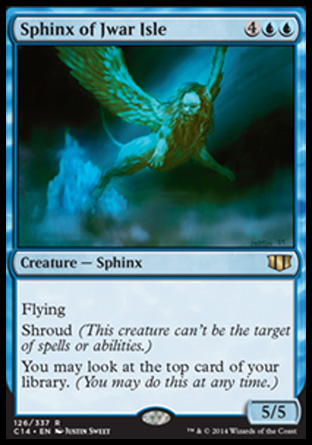 Sphinx of Jwar Isle 4
Creature — Sphinx
Flying
Shroud (This creature can't be the target
of spells or abilities.)
You may look at the top card of your
library. (You may do this at any time.)
5/5
126/337 R
C14 • EN Justin Sweet
™ & © 2014 Wizards of the Coast